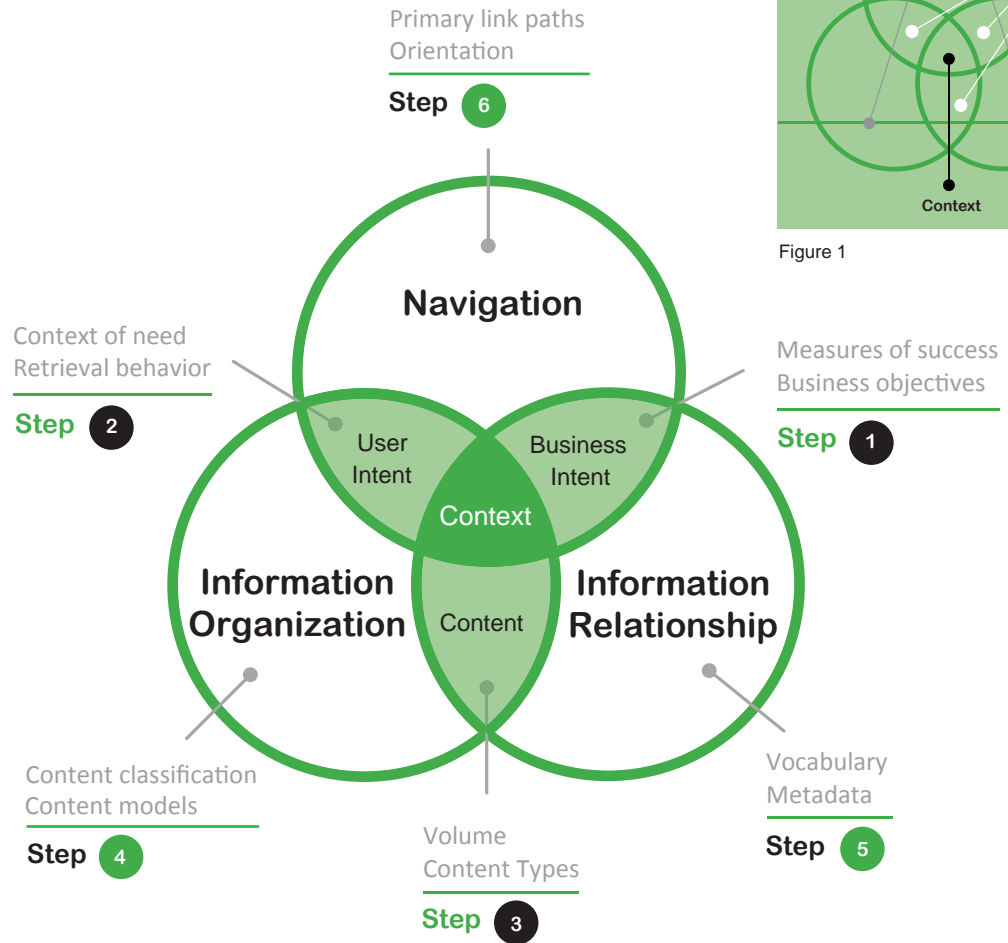 Primary link paths
Orientation
Step 6
Context
Figure 1
Navigation
Context of need
Retrieval behavior
Step 2
Measures of success
Business objectives
Step 1
User
Intent
Business
Intent
Context
Information
Organization
Content
Information
Relationship
Content classification
Content models
Step 4
Volume
Content Types
Step 3
Vocabulary
Metadata
Step 5